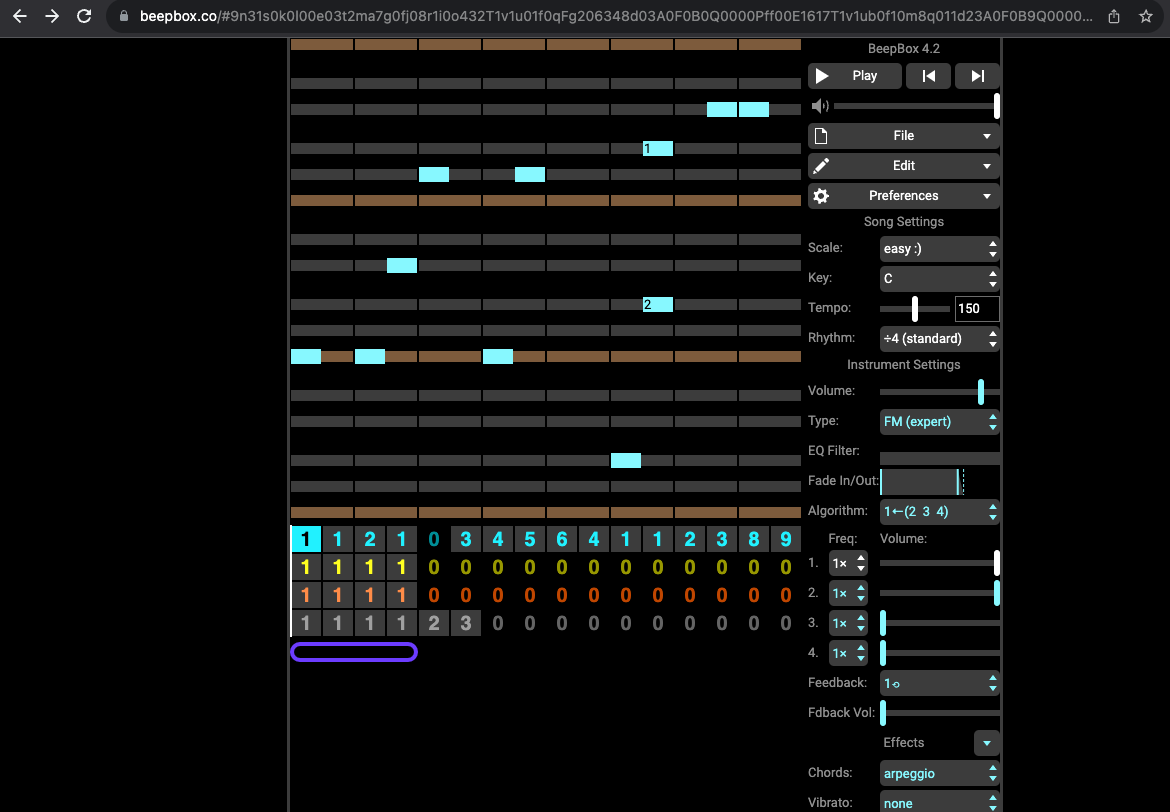 beepbox.co/#9n31s0k0l00e03t2ma7g0fj08r1i0o432T1v1u01f0qFg206348d03A0F0B0Q0000Pff00E1617T1v1ub0f10m8q011d23A0F0B9Q0000...
BeepBox 4.2
Play
File
1
Edit
Preferences
Song Settings
Scale: easy :)
Key: C
2
Tempo: 150
Rhythm: ÷4 (standard)
Instrument Settings
Volume:
Type: FM (expert)
EQ Filter:
Fade In/Out:
Algorithm: 1←(2 3 4)
1 1 2 1 0 3 4 5 6 4 1 1 2 3 8 9
Freq: Volume:
1 1 1 1 0 0 0 0 0 0 0 0 0 0 0 0
1. 1×
1 1 1 1 0 0 0 0 0 0 0 0 0 0 0 0
2. 1×
1 1 1 1 2 3 0 0 0 0 0 0 0 0 0 0
3. 1×
4. 1×
Feedback: 1⟲
Fdback Vol:
Effects
Chords: arpeggio
Vibrato: none